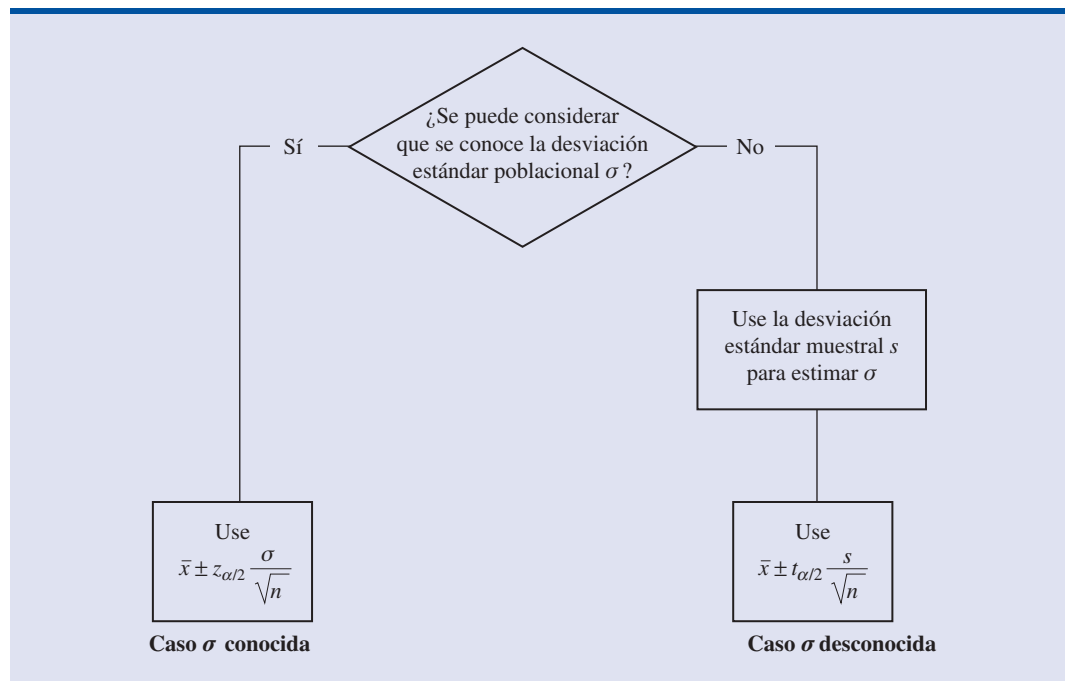 ¿Se puede considerar
que se conoce la desviación
estándar poblacional σ?
Sí
No
Use la desviación
estándar muestral s
para estimar σ
Use
x̄ ± z_{α/2} σ/√n
Caso σ conocida
Use
x̄ ± t_{α/2} s/√n
Caso σ desconocida